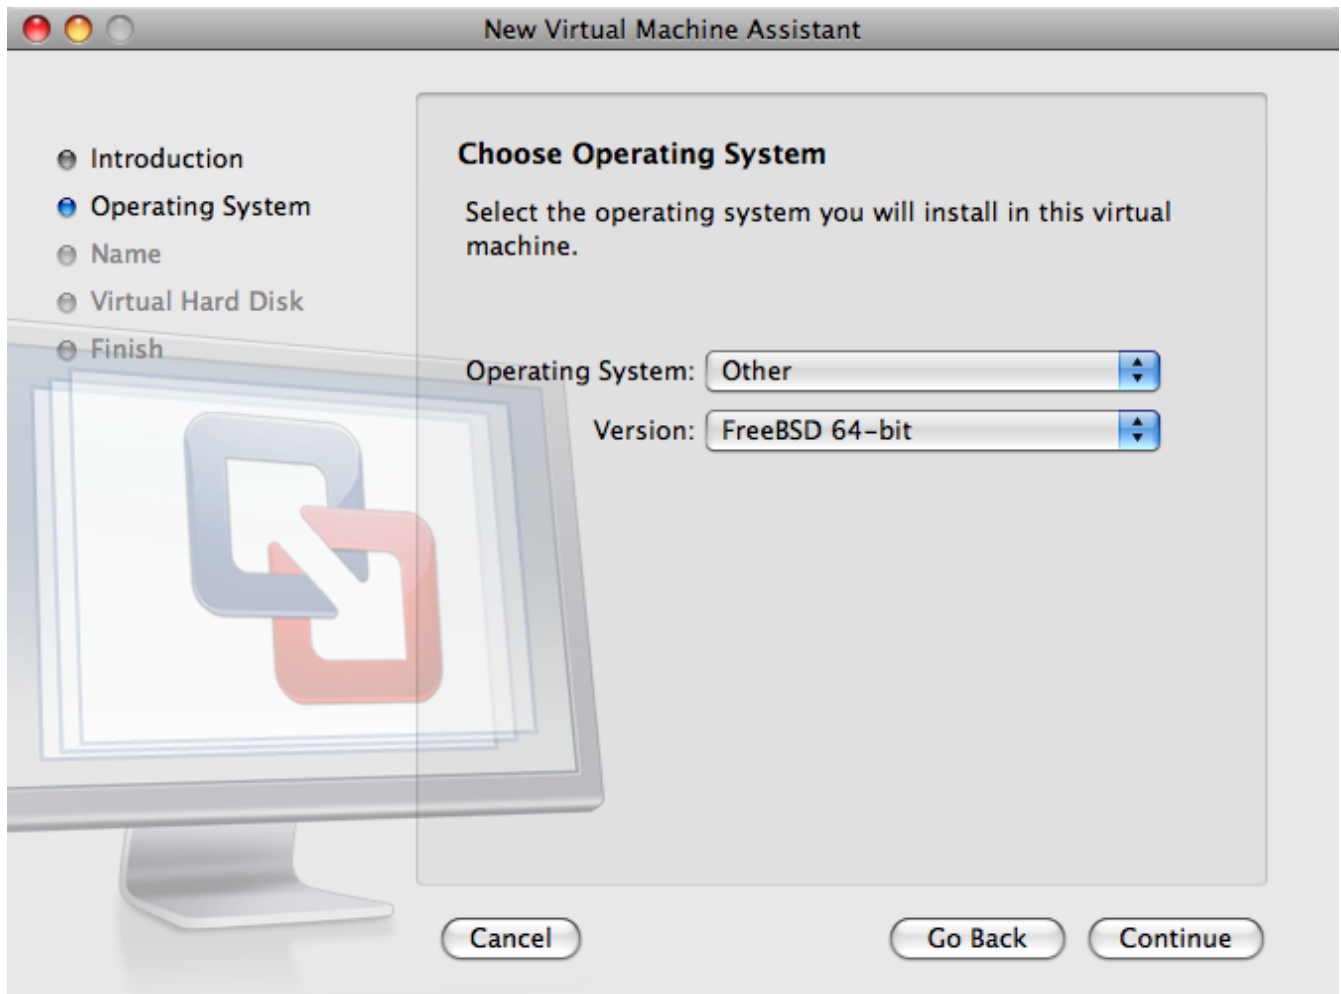 New Virtual Machine Assistant
Introduction
Operating System
Name
Virtual Hard Disk
Finish
Choose Operating System
Select the operating system you will install in this virtual
machine.
Operating System: Other
Version: FreeBSD 64-bit
Cancel
Go Back
Continue